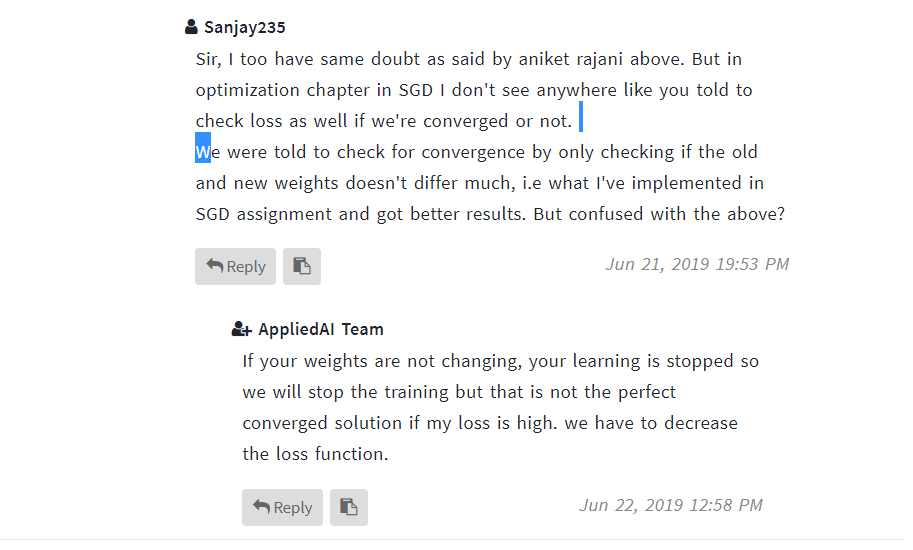 Sanjay235
Sir, I too have same doubt as said by aniket rajani above. But in
optimization chapter in SGD I don't see anywhere like you told to
check loss as well if we're converged or not.
We were told to check for convergence by only checking if the old
and new weights doesn't differ much, i.e what I've implemented in
SGD assignment and got better results. But confused with the above?
Reply
Jun 21, 2019 19:53 PM
AppliedAI Team
If your weights are not changing, your learning is stopped so
we will stop the training but that is not the perfect
converged solution if my loss is high. we have to decrease
the loss function.
Reply
Jun 22, 2019 12:58 PM